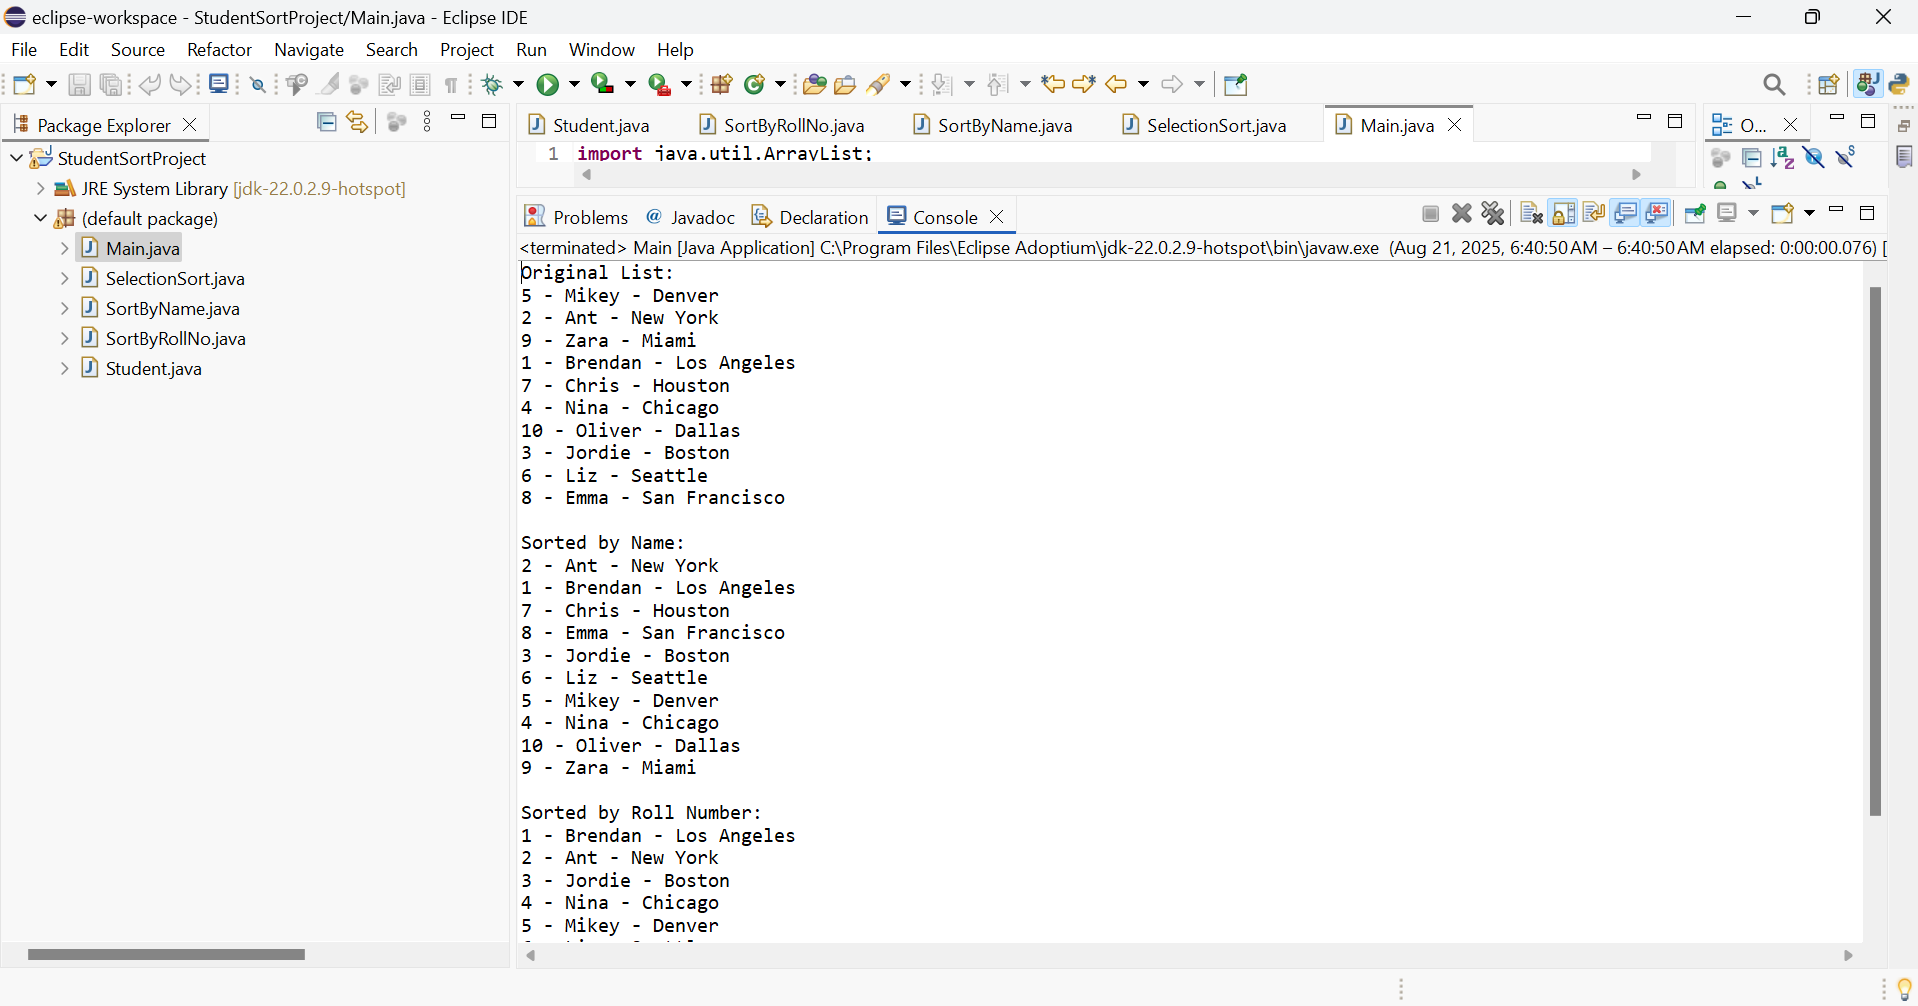 eclipse-workspace - StudentSortProject/Main.java - Eclipse IDE
File Edit Source Refactor Navigate Search Project Run Window Help
Package Explorer
StudentSortProject
JRE System Library [jdk-22.0.2.9-hotspot]
(default package)
Main.java
SelectionSort.java
SortByName.java
SortByRollNo.java
Student.java
Student.java SortByRollNo.java SortByName.java SelectionSort.java Main.java
O...
1 import java.util.ArrayList;
Problems @ Javadoc Declaration Console
<terminated> Main [Java Application] C:\Program Files\Eclipse Adoptium\jdk-22.0.2.9-hotspot\bin\javaw.exe (Aug 21, 2025, 6:40:50 AM – 6:40:50 AM elapsed: 0:00:00.076) [
Original List:
5 - Mikey - Denver
2 - Ant - New York
9 - Zara - Miami
1 - Brendan - Los Angeles
7 - Chris - Houston
4 - Nina - Chicago
10 - Oliver - Dallas
3 - Jordie - Boston
6 - Liz - Seattle
8 - Emma - San Francisco
Sorted by Name:
2 - Ant - New York
1 - Brendan - Los Angeles
7 - Chris - Houston
8 - Emma - San Francisco
3 - Jordie - Boston
6 - Liz - Seattle
5 - Mikey - Denver
4 - Nina - Chicago
10 - Oliver - Dallas
9 - Zara - Miami
Sorted by Roll Number:
1 - Brendan - Los Angeles
2 - Ant - New York
3 - Jordie - Boston
4 - Nina - Chicago
5 - Mikey - Denver